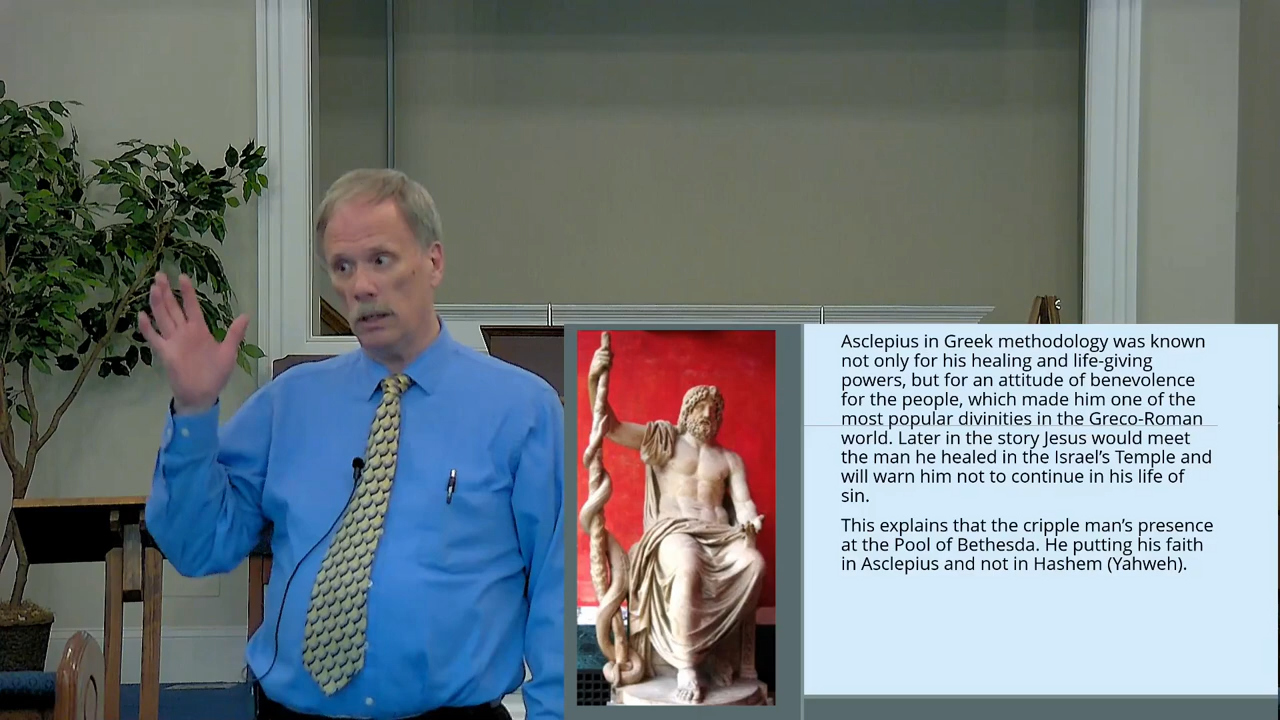 Asclepius in Greek methodology was known
not only for his healing and life-giving
powers, but for an attitude of benevolence
for the people, which made him one of the
most popular divinities in the Greco-Roman
world. Later in the story Jesus would meet
the man he healed in the Israel's Temple and
will warn him not to continue in his life of
sin.
This explains that the cripple man's presence
at the Pool of Bethesda. He putting his faith
in Asclepius and not in Hashem (Yahweh).